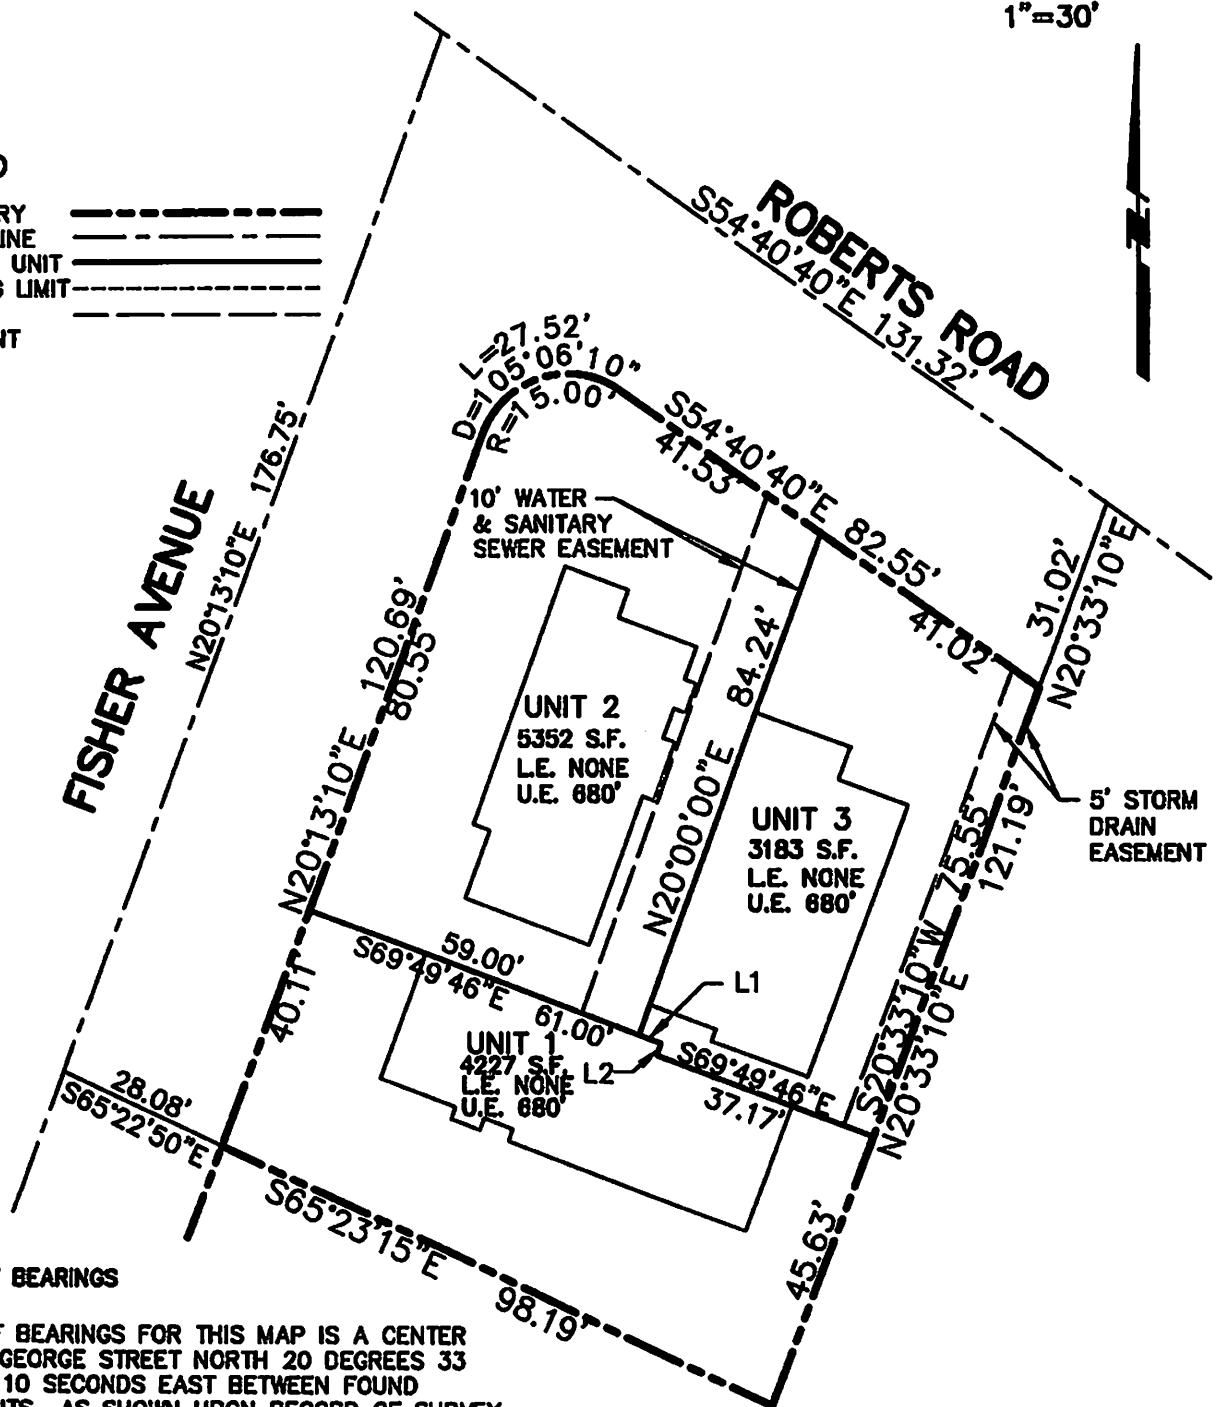 1"=30'
RY
INE
UNIT
LIMIT
NT
ROBERTS ROAD
S54°40'40"E 131.32'
L=27.52'
D=105°06'10"
R=15.00'
S54°40'40"E 82.55'
41.53'
41.02'
10' WATER
& SANITARY
SEWER EASEMENT
31.02'
N20°33'10"E
FISHER AVENUE
N20°13'10"E 176.75'
N20°13'10"E 120.69'
80.55'
84.24'
N20°00'00"E
UNIT 2
5352 S.F.
L.E. NONE
U.E. 680'
UNIT 3
3183 S.F.
L.E. NONE
U.E. 680'
5' STORM
DRAIN
EASEMENT
S20°33'10"W 75.55'
N20°33'10"E 121.19'
59.00'
S69°49'46"E
61.00'
L1
L2
UNIT 1
4227 S.F.
L.E. NONE
U.E. 680'
S69°49'46"E
37.17'
40.11'
28.08'
S65°22'50"E
S65°23'15"E
98.19'
45.63'
BEARINGS
BEARINGS FOR THIS MAP IS A CENTER
GEORGE STREET NORTH 20 DEGREES 33
10 SECONDS EAST BETWEEN FOUND
AS SHOWN UPON RECORD OF SURVEY